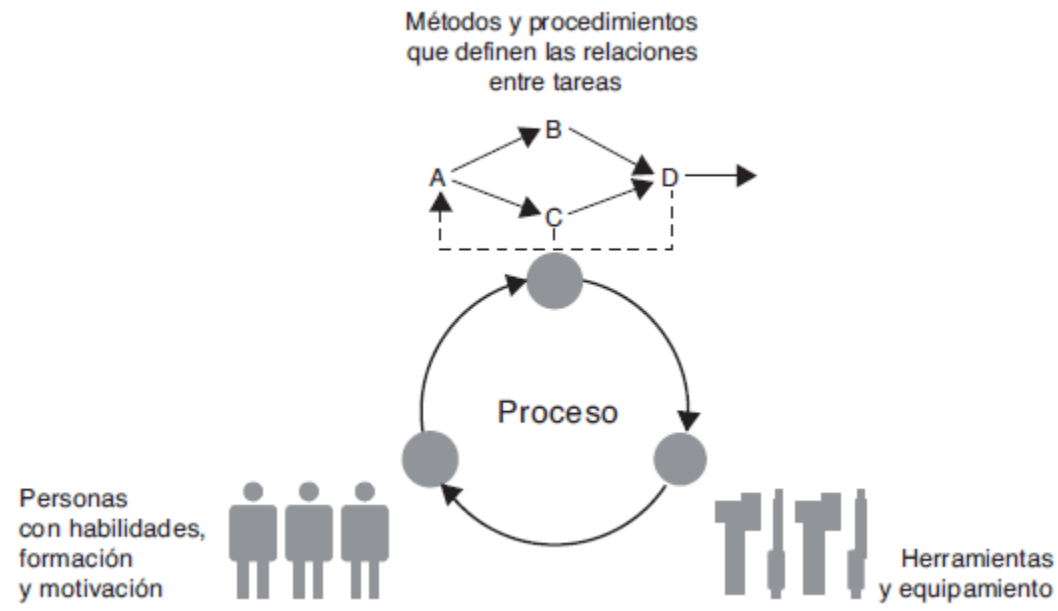 Métodos y procedimientos
que definen las relaciones
entre tareas
B
A
D
C
Proceso
Personas
con habilidades,
formación
y motivación
Herramientas
y equipamiento